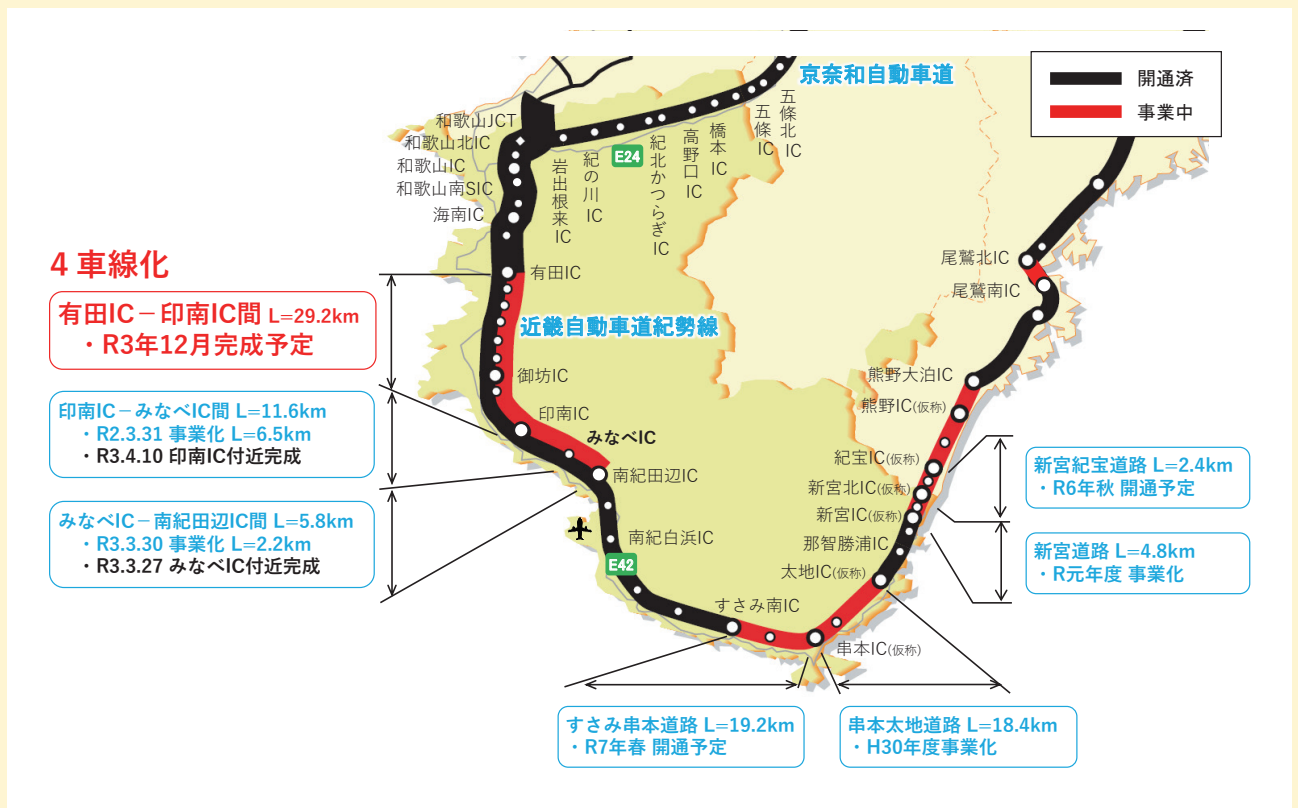 京奈和自動車道
開通済
事業中
和歌山JCT
和歌山北IC
和歌山IC
和歌山南SIC
海南IC
有田IC
岩出根来IC
紀の川IC
E24
紀北かつらぎIC
高野口IC
橋本IC
五條IC
五條北IC
4車線化
有田IC－印南IC間 L=29.2km
・R3年12月完成予定
近畿自動車道紀勢線
御坊IC
印南IC－みなべIC間 L=11.6km
・R2.3.31 事業化 L=6.5km
・R3.4.10 印南IC付近完成
印南IC
みなべIC
南紀田辺IC
みなべIC－南紀田辺IC間 L=5.8km
・R3.3.30 事業化 L=2.2km
・R3.3.27 みなべIC付近完成
南紀白浜IC
E42
すさみ南IC
串本IC(仮称)
尾鷲北IC
尾鷲南IC
熊野大泊IC
熊野IC(仮称)
紀宝IC(仮称)
新宮北IC(仮称)
新宮IC(仮称)
那智勝浦IC
太地IC(仮称)
新宮紀宝道路 L=2.4km
・R6年秋 開通予定
新宮道路 L=4.8km
・R元年度 事業化
すさみ串本道路 L=19.2km
・R7年春 開通予定
串本太地道路 L=18.4km
・H30年度事業化